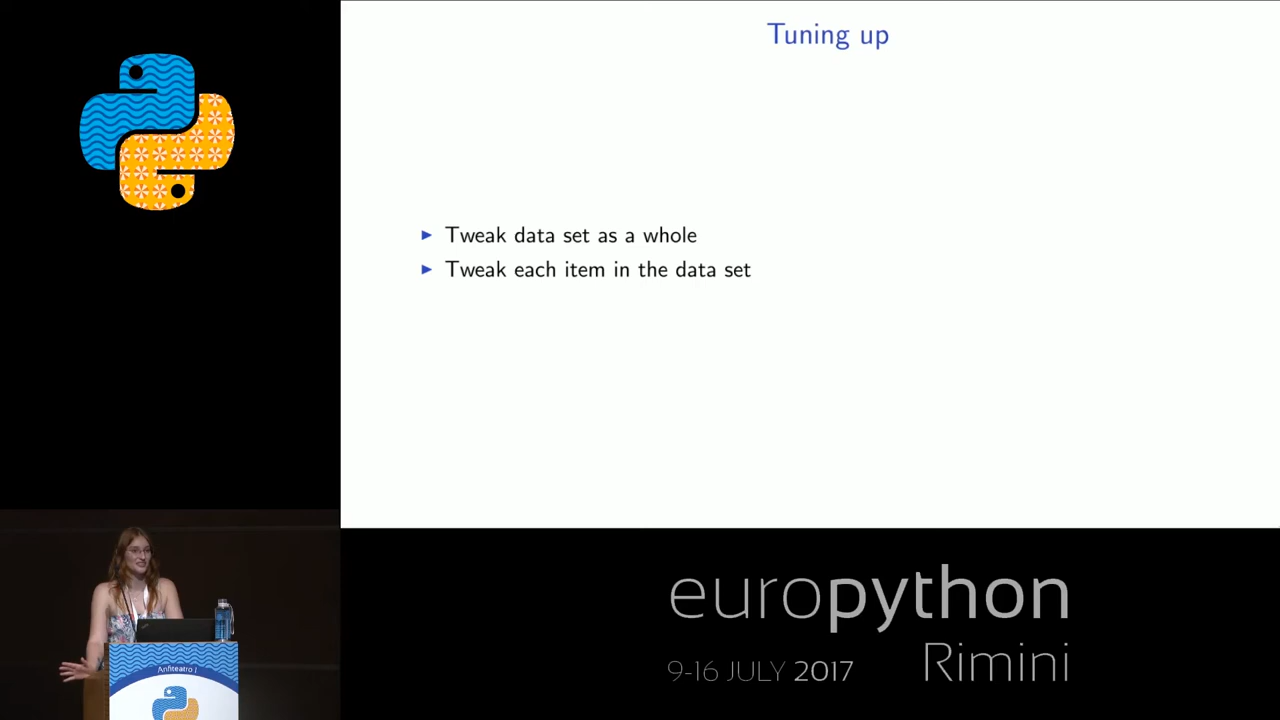 Tuning up
Tweak data set as a whole
Tweak each item in the data set
europython
9-16 JULY 2017
Rimini
Anfiteatro I